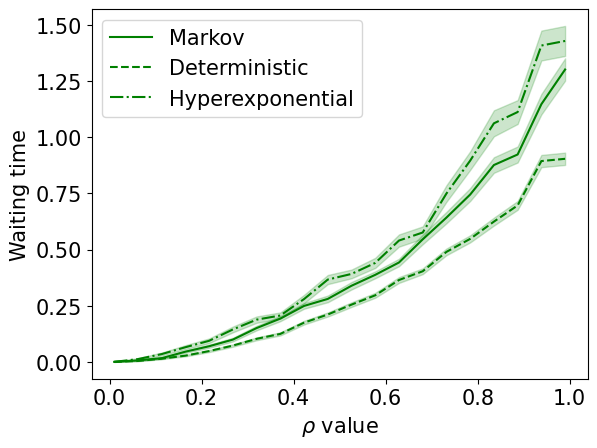 Waiting time
1.50
1.25
1.00
0.75
0.50
0.25
0.00
Markov
Deterministic
Hyperexponential
0.0 0.2 0.4 0.6 0.8 1.0
ρ value